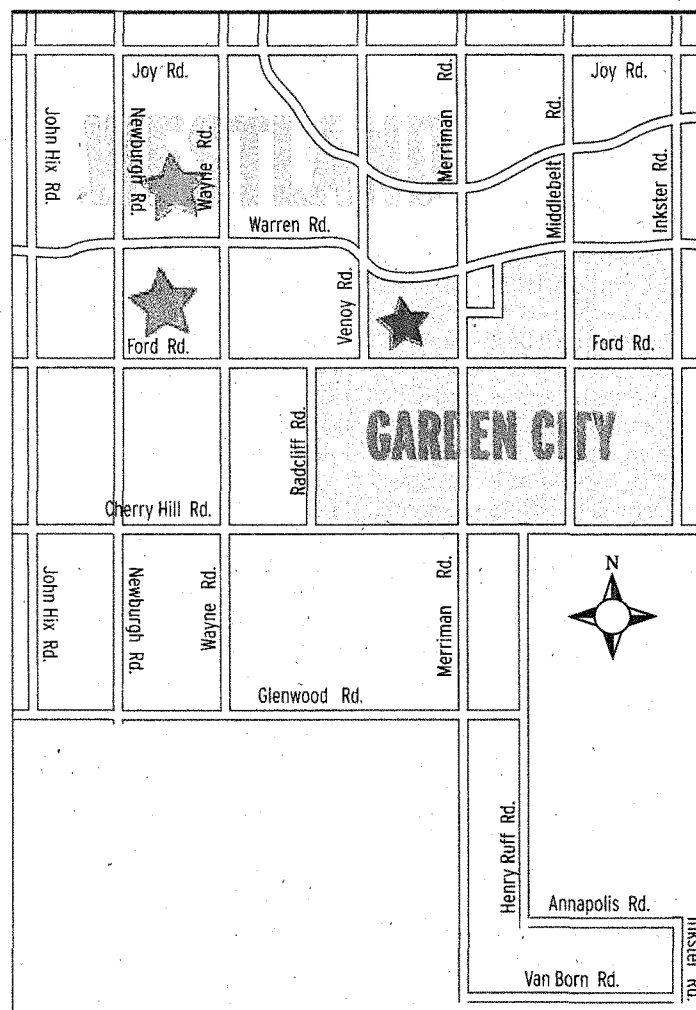 Joy Rd.
Joy Rd.
John Hix Rd.
Newburgh Rd.
Wayne Rd.
Merriman Rd.
Middlebelt Rd.
Inkster Rd.
Warren Rd.
Venoy Rd.
Ford Rd.
Ford Rd.
Radcliff Rd.
GARDEN CITY
Cherry Hill Rd.
John Hix Rd.
Newburgh Rd.
Wayne Rd.
Merriman Rd.
N
Glenwood Rd.
Henry Ruff Rd.
Annapolis Rd.
Inkster Rd.
Van Born Rd.